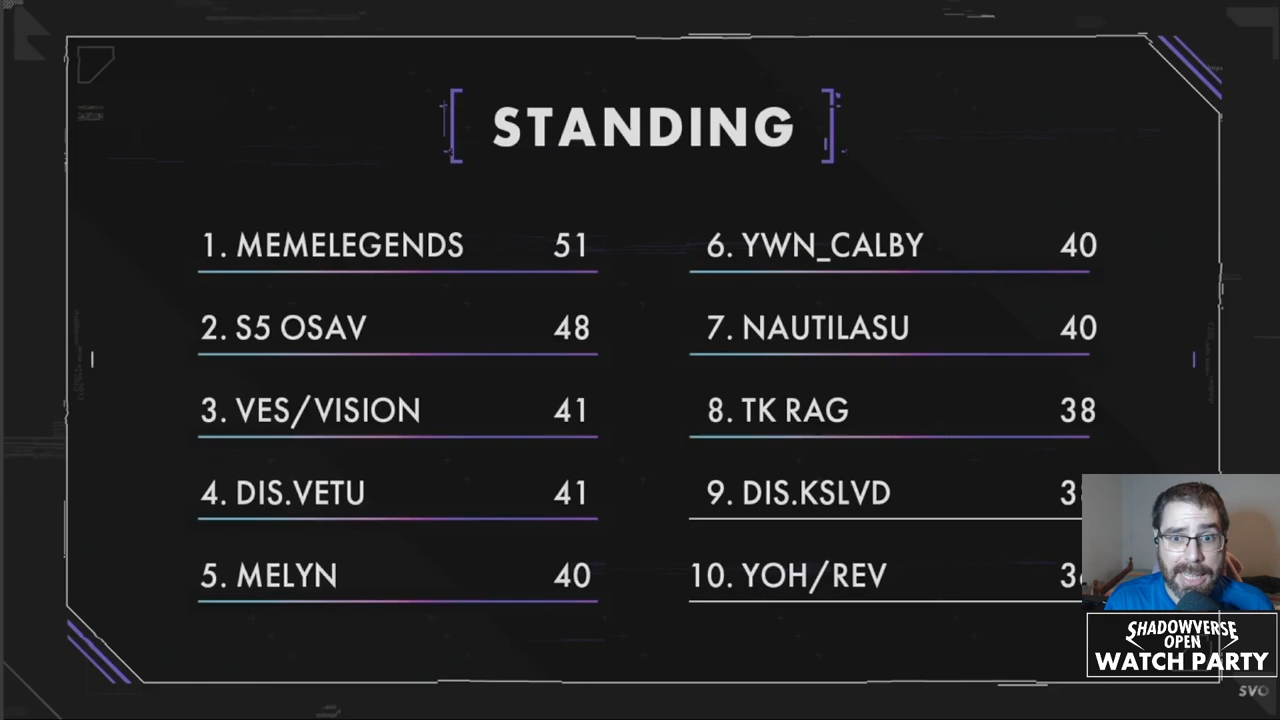 STANDING
1. MEMELEGENDS 51
2. S5 OSAV 48
3. VES/VISION 41
4. DIS.VETU 41
5. MELYN 40
6. YWN_CALBY 40
7. NAUTILASU 40
8. TK RAG 38
9. DIS.KSLVD
10. YOH/REV
SHADOWVERSE
OPEN
WATCH PARTY
SVO